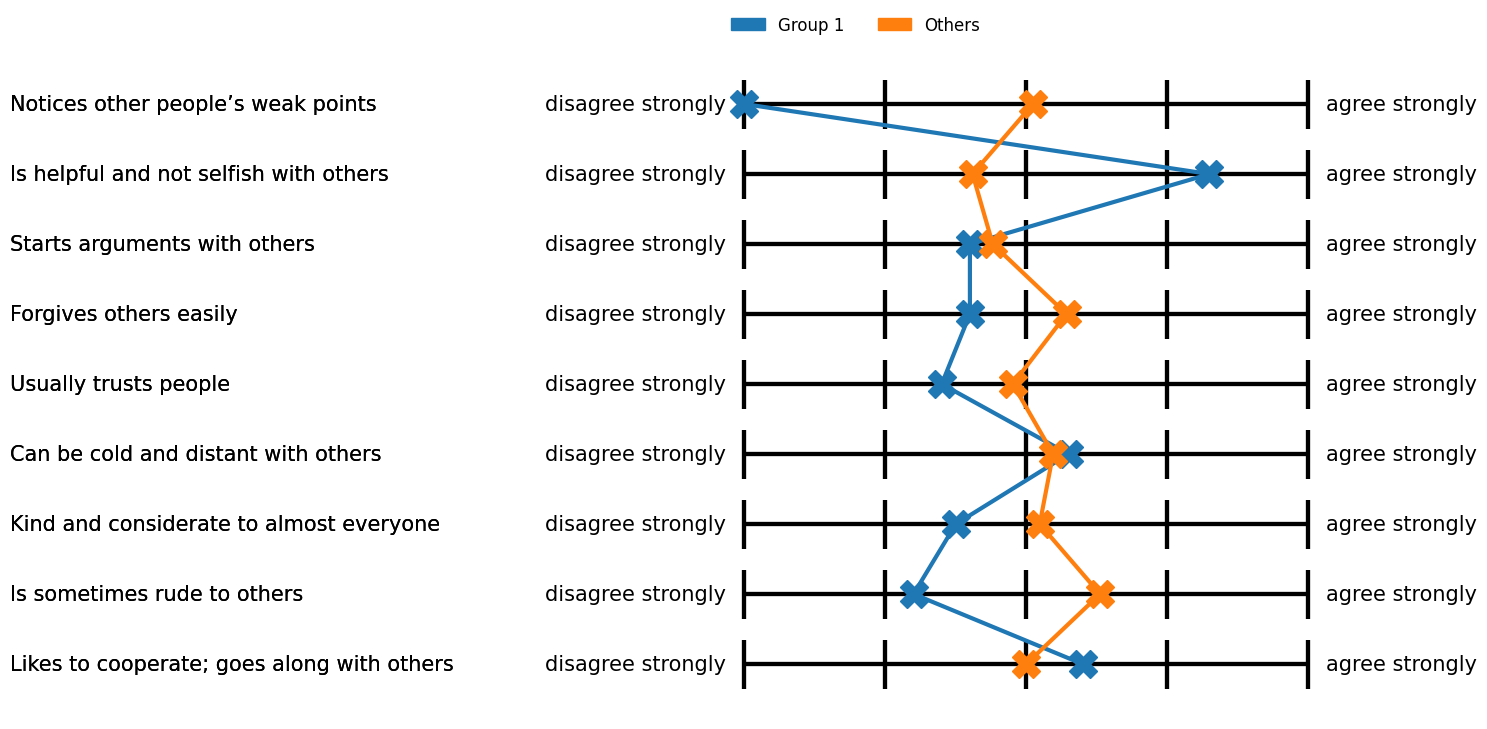 Group 1 Others
Notices other people’s weak points disagree strongly agree strongly
Is helpful and not selfish with others disagree strongly agree strongly
Starts arguments with others disagree strongly agree strongly
Forgives others easily disagree strongly agree strongly
Usually trusts people disagree strongly agree strongly
Can be cold and distant with others disagree strongly agree strongly
Kind and considerate to almost everyone disagree strongly agree strongly
Is sometimes rude to others disagree strongly agree strongly
Likes to cooperate; goes along with others disagree strongly agree strongly